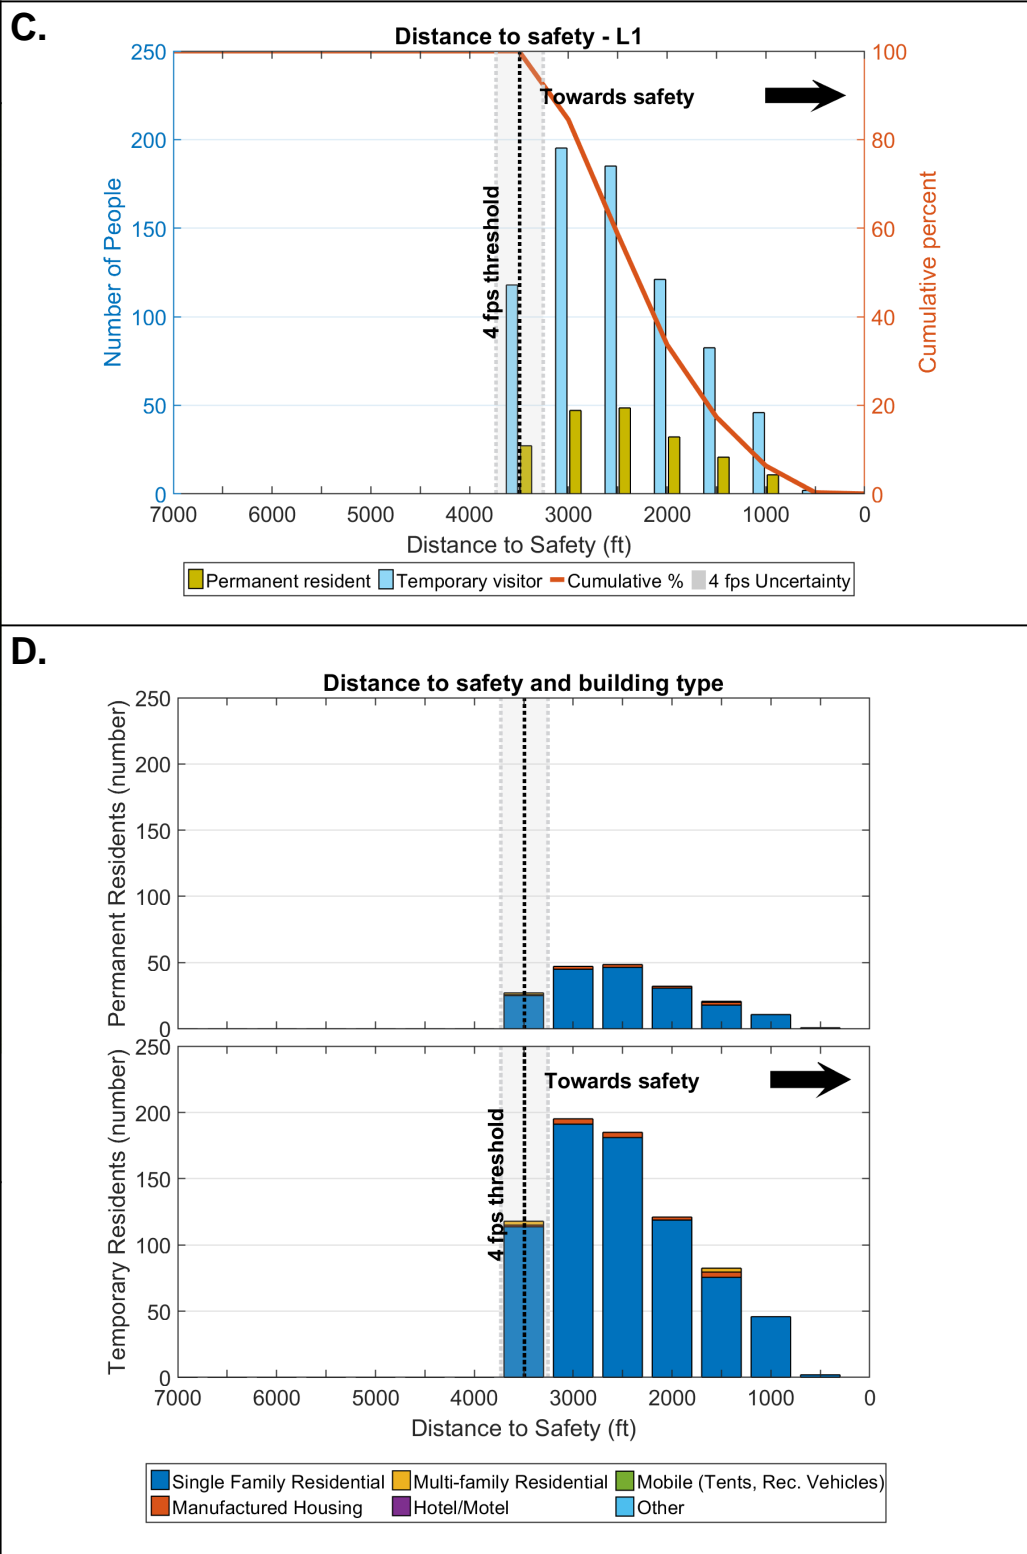 C.
Distance to safety - L1
250
200
150
100
50
0
Number of People
100
80
60
40
20
0
Cumulative percent
Towards safety
4 fps threshold
7000 6000 5000 4000 3000 2000 1000 0
Distance to Safety (ft)
Permanent resident Temporary visitor Cumulative % 4 fps Uncertainty
D.
Distance to safety and building type
250
200
150
100
50
0
Permanent Residents (number)
250
200
150
100
50
0
Temporary Residents (number)
Towards safety
4 fps threshold
7000 6000 5000 4000 3000 2000 1000 0
Distance to Safety (ft)
Single Family Residential Multi-family Residential Mobile (Tents, Rec. Vehicles)
Manufactured Housing Hotel/Motel Other